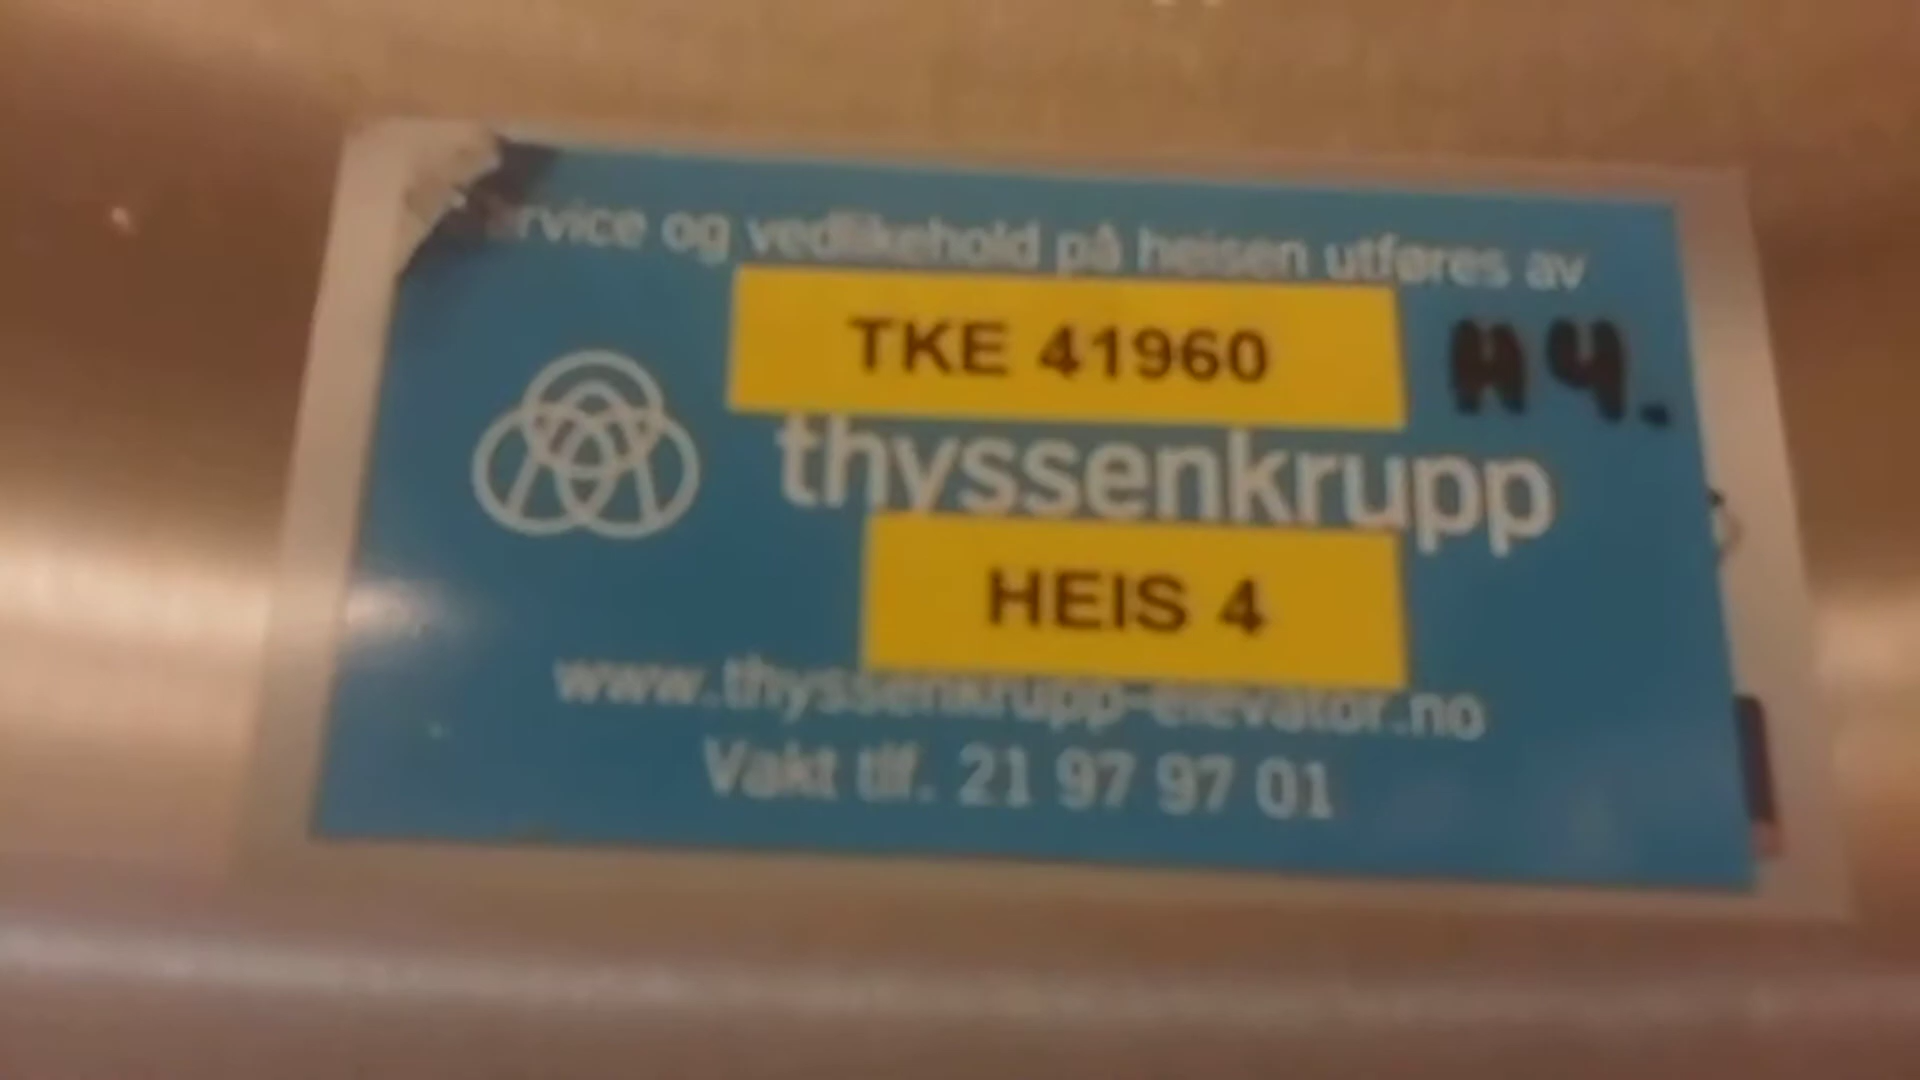 rvice og vedlikehold på heisen utføres av
TKE 41960
H4.
thyssenkrupp
HEIS 4
www.thyssenkrupp-elevator.no
Vakt tlf. 21 97 97 01